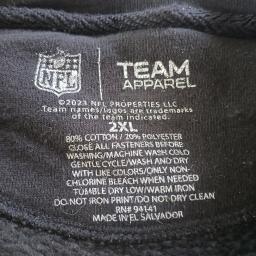 NFL
TEAM
APPAREL
©2023 NFL PROPERTIES LLC
Team names/logos are trademarks
of the team indicated.
2XL
80% COTTON / 20% POLYESTER
CLOSE ALL FASTENERS BEFORE
WASHING/MACHINE WASH COLD
GENTLE CYCLE/WASH AND DRY
WITH LIKE COLORS/ONLY NON-
CHLORINE BLEACH WHEN NEEDED
TUMBLE DRY LOW/WARM IRON
DO NOT IRON PRINT/DO NOT DRY CLEAN
RN# 94141
MADE IN EL SALVADOR